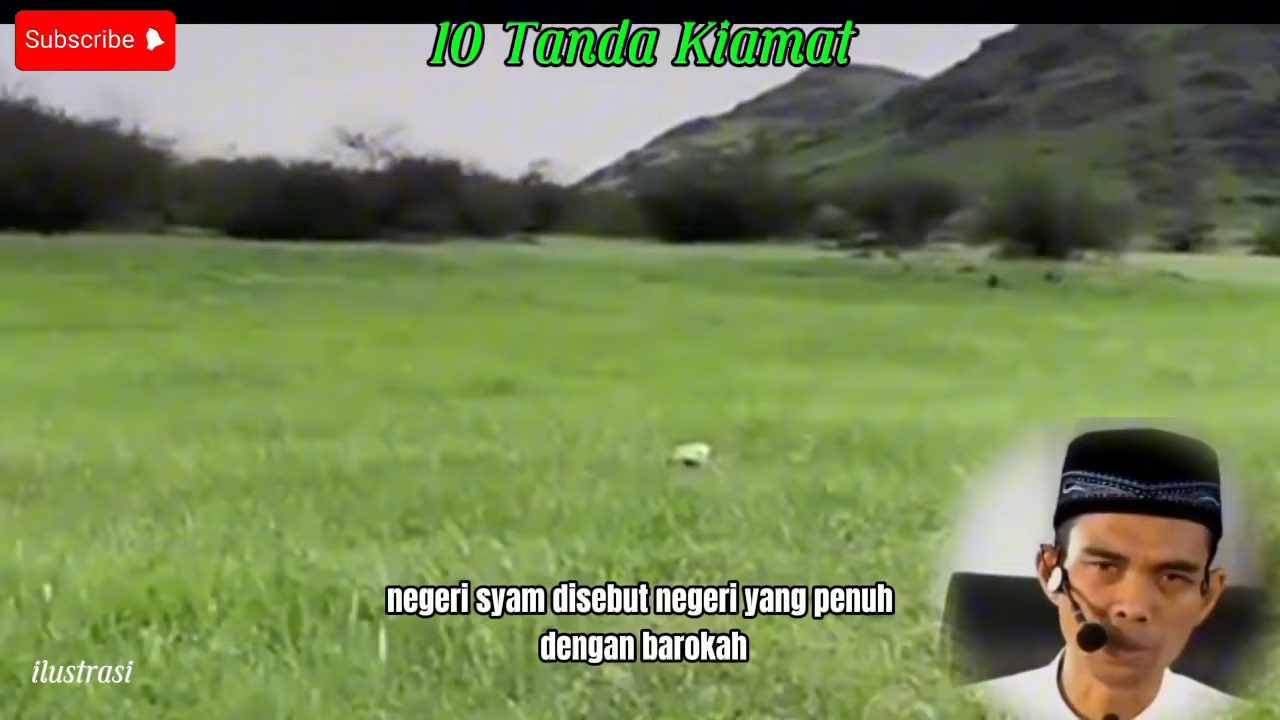 Subscribe
10 Tanda Kiamat
negeri syam disebut negeri yang penuh
dengan barokah
ilustrasi